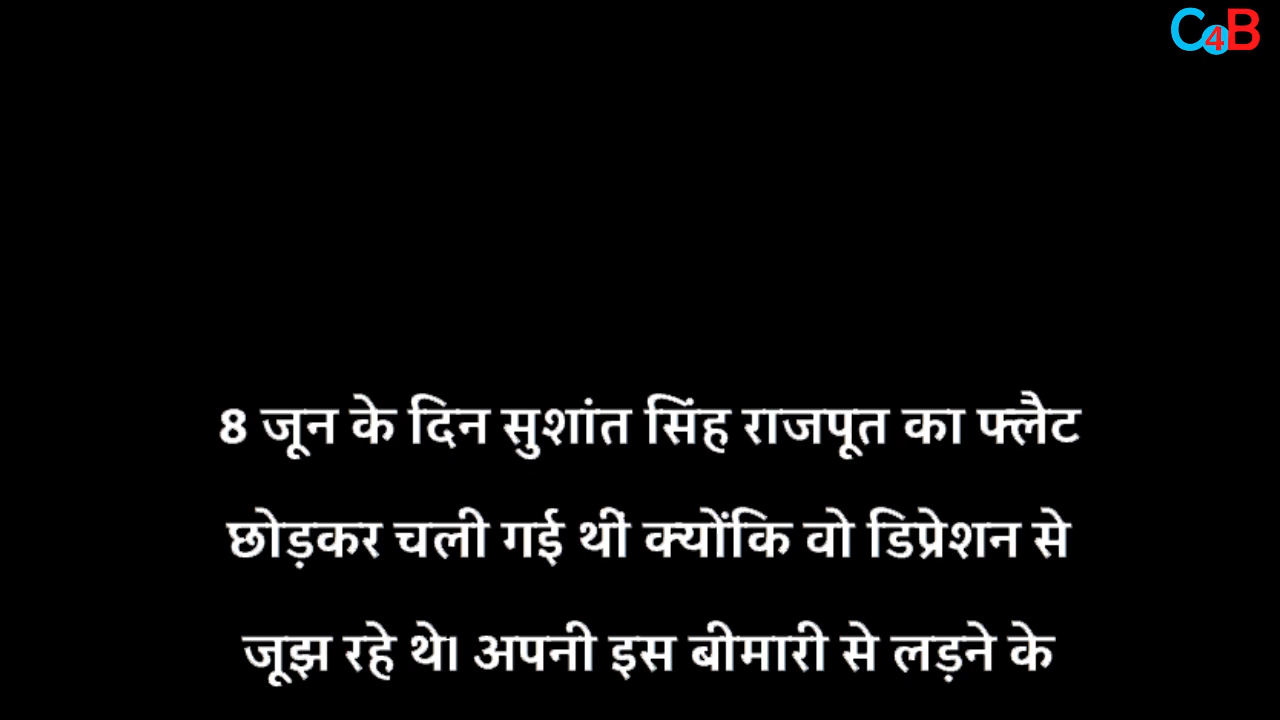 C4B
8 जून के दिन सुशांत सिंह राजपूत का फ्लैट
छोड़कर चली गई थीं क्योंकि वो डिप्रेशन से
जूझ रहे थे। अपनी इस बीमारी से लड़ने के